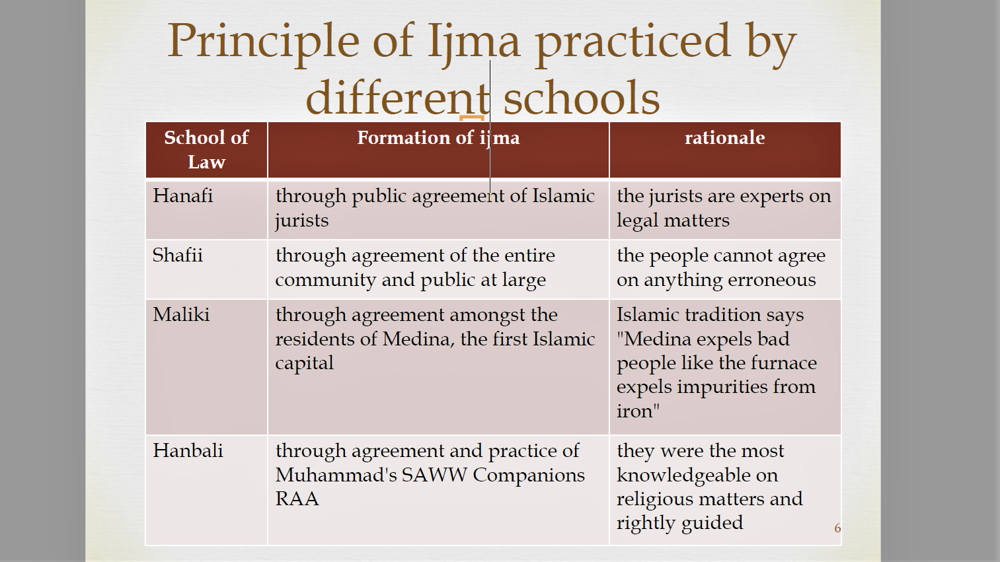 Principle of Ijma practiced by
different schools
School of
Law
Formation of ijma
rationale
Hanafi
through public agreement of Islamic
jurists
the jurists are experts on
legal matters
Shafii
through agreement of the entire
community and public at large
the people cannot agree
on anything erroneous
Maliki
through agreement amongst the
residents of Medina, the first Islamic
capital
Islamic tradition says
"Medina expels bad
people like the furnace
expels impurities from
iron"
Hanbali
through agreement and practice of
Muhammad's SAWW Companions
RAA
they were the most
knowledgeable on
religious matters and
rightly guided
6